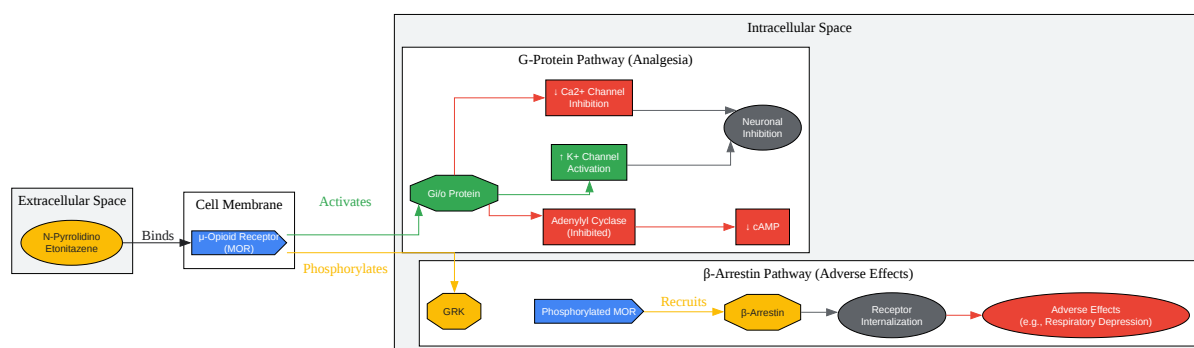 Intracellular Space
G-Protein Pathway (Analgesia)
↓ Ca2+ Channel
Inhibition
Neuronal
Inhibition
↑ K+ Channel
Activation
Gi/o Protein
Adenylyl Cyclase
(Inhibited)
↓ cAMP
Extracellular Space
N-Pyrrolidino
Etonitazene
Binds
Cell Membrane
μ-Opioid Receptor
(MOR)
Activates
Phosphorylates
β-Arrestin Pathway (Adverse Effects)
GRK
Phosphorylated MOR
Recruits
β-Arrestin
Receptor
Internalization
Adverse Effects
(e.g., Respiratory Depression)